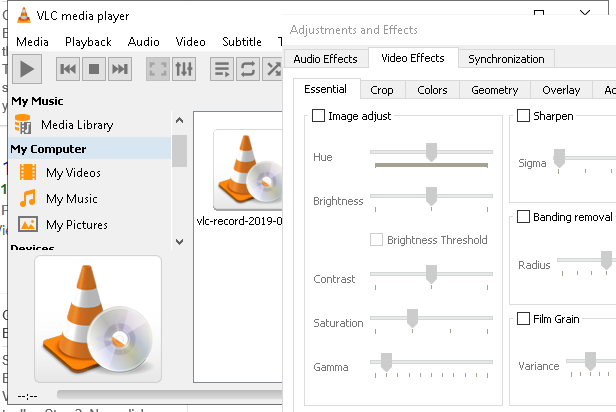 VLC media player
Media Playback Audio Video Subtitle T
My Music
Media Library
My Computer
My Videos
My Music
My Pictures
Devices
vlc-record-2019-0
--:--
Adjustments and Effects
Audio Effects Video Effects Synchronization
Essential Crop Colors Geometry Overlay
Image adjust
Hue
Brightness
Brightness Threshold
Contrast
Saturation
Gamma
Sharpen
Sigma
Banding removal
Radius
Film Grain
Variance